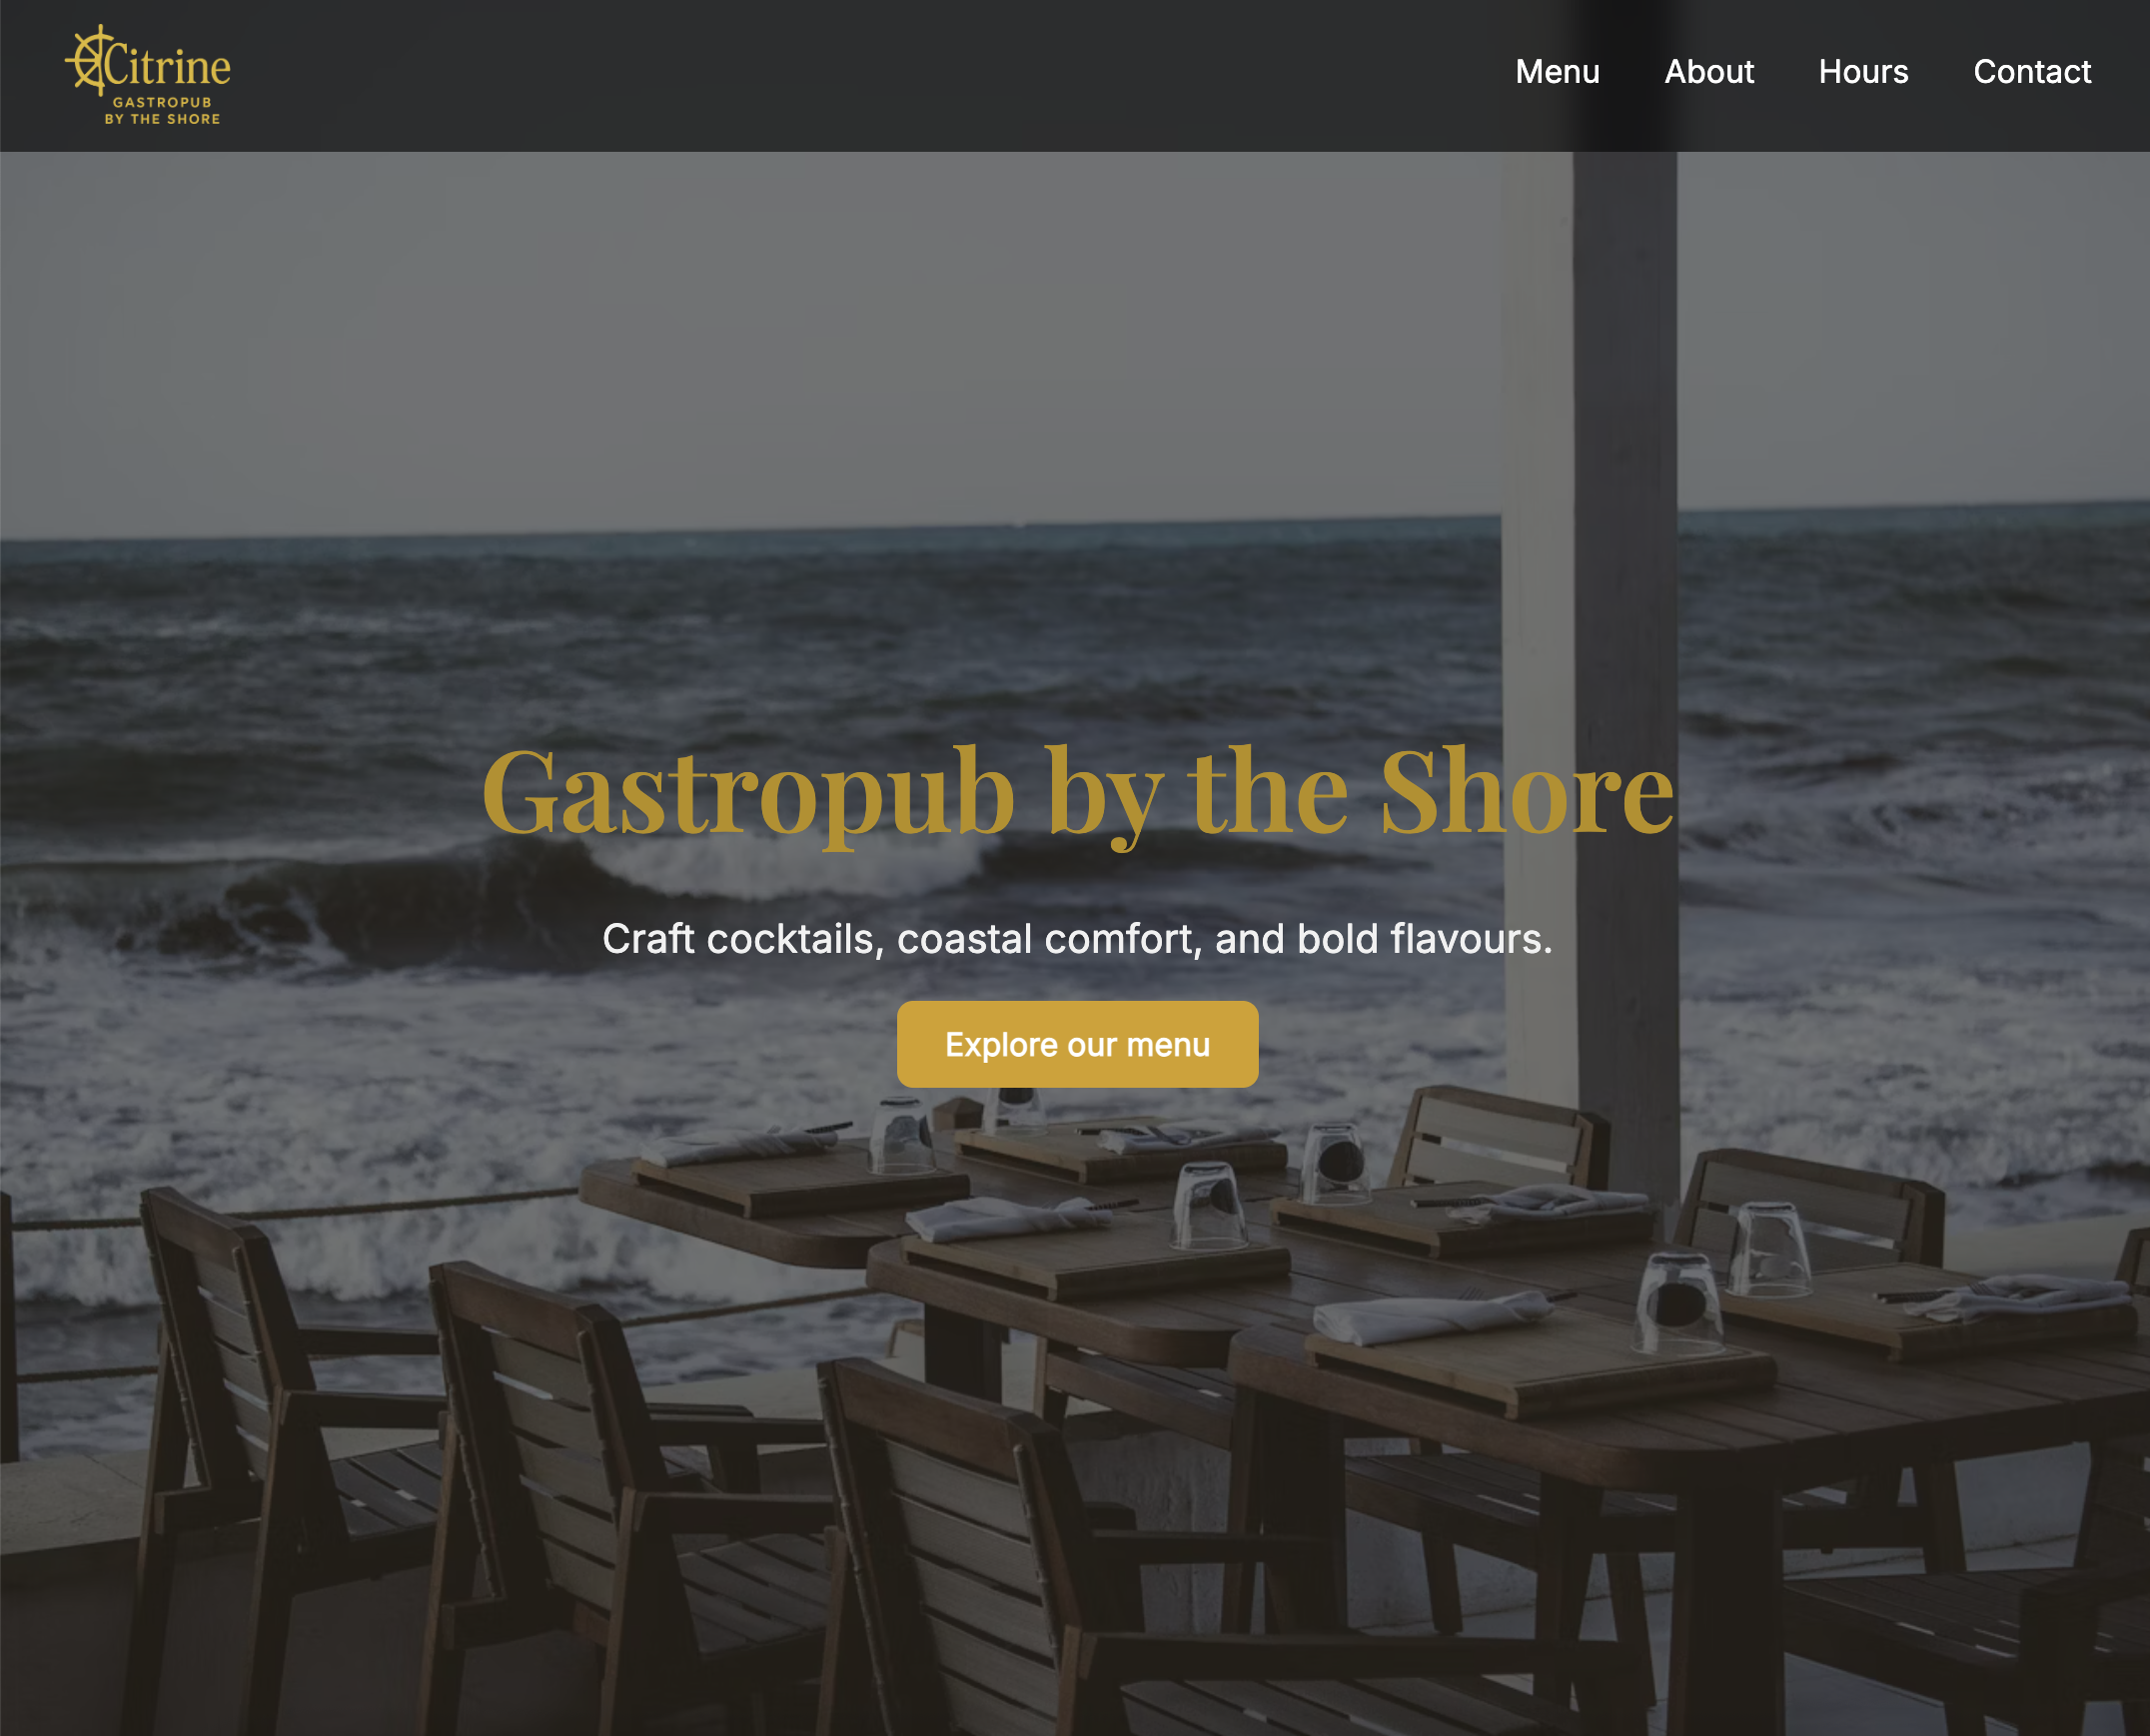 Citrine
GASTROPUB
BY THE SHORE
Menu About Hours Contact
Gastropub by the Shore
Craft cocktails, coastal comfort, and bold flavours.
Explore our menu